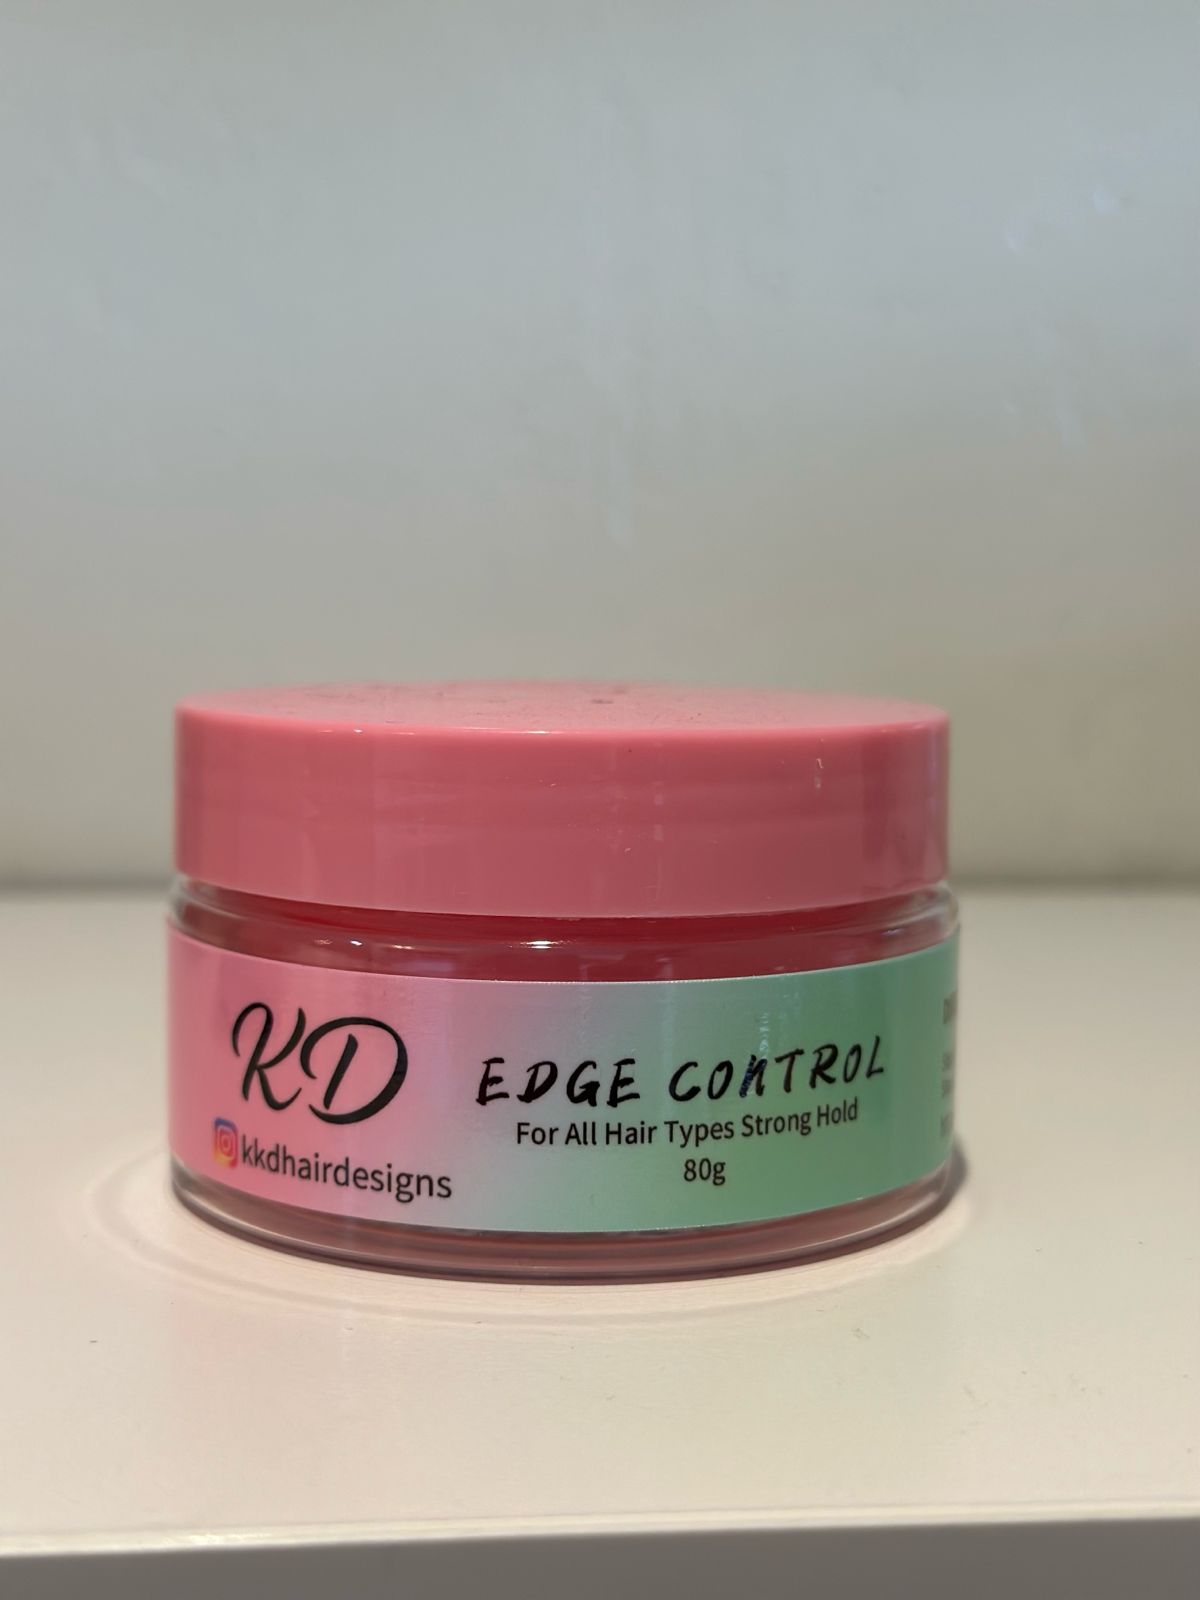 KD
kkdhairdesigns
EDGE CONTROL
For All Hair Types Strong Hold
80g